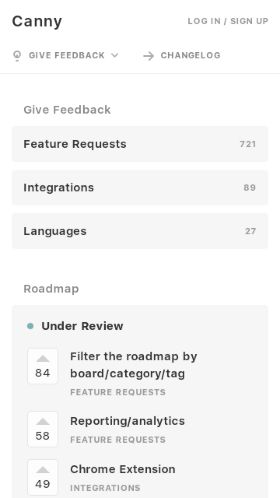 Canny
LOG IN / SIGN UP
GIVE FEEDBACK
CHANGELOG
Give Feedback
Feature Requests 721
Integrations 89
Languages 27
Roadmap
Under Review
Filter the roadmap by
board/category/tag
84
FEATURE REQUESTS
Reporting/analytics
58
FEATURE REQUESTS
Chrome Extension
49
INTEGRATIONS